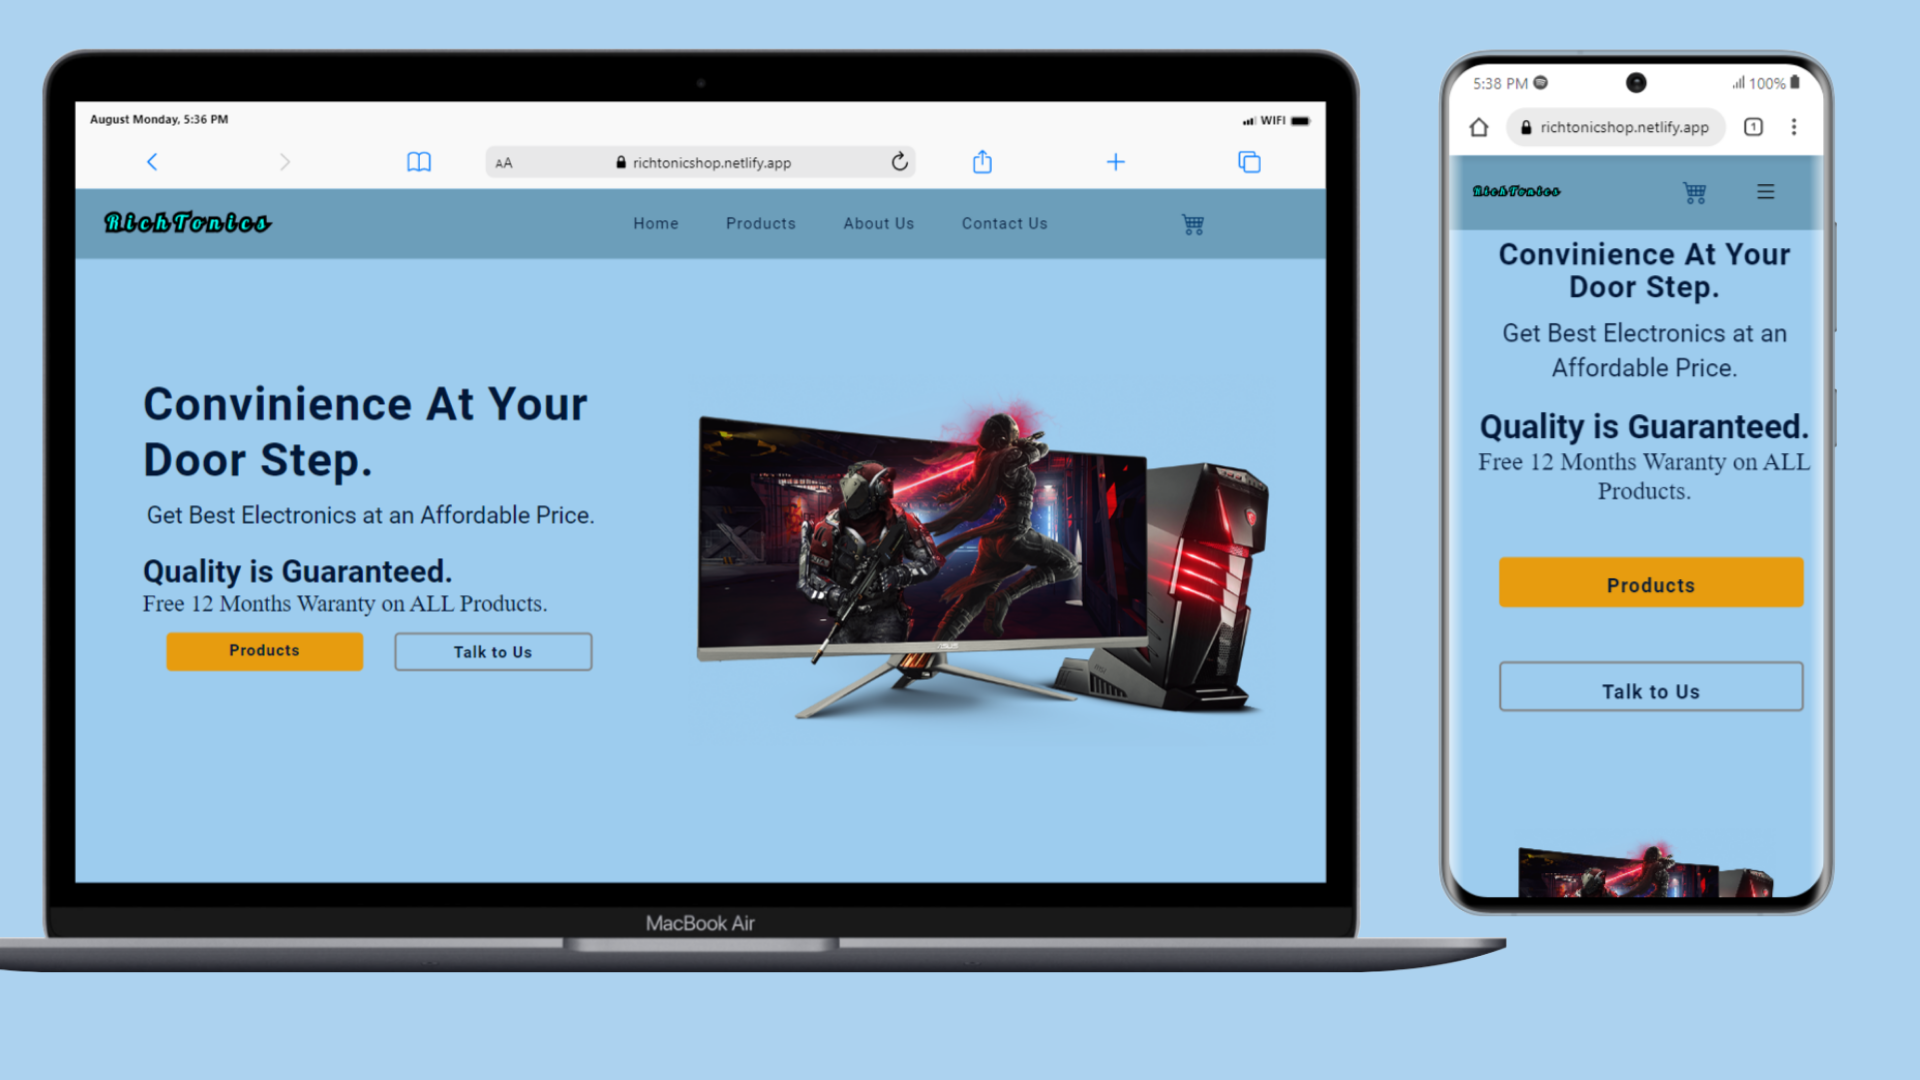 August Monday, 5:36 PM
WIFI
AA
richtonicshop.netlify.app
RichTonics
Home Products About Us Contact Us
Convinience At Your
Door Step.
Get Best Electronics at an Affordable Price.
Quality is Guaranteed.
Free 12 Months Waranty on ALL Products.
Products
Talk to Us
MacBook Air
5:38 PM
100%
richtonicshop.netlify.app
1
RichTonics
Convinience At Your
Door Step.
Get Best Electronics at an
Affordable Price.
Quality is Guaranteed.
Free 12 Months Waranty on ALL
Products.
Products
Talk to Us